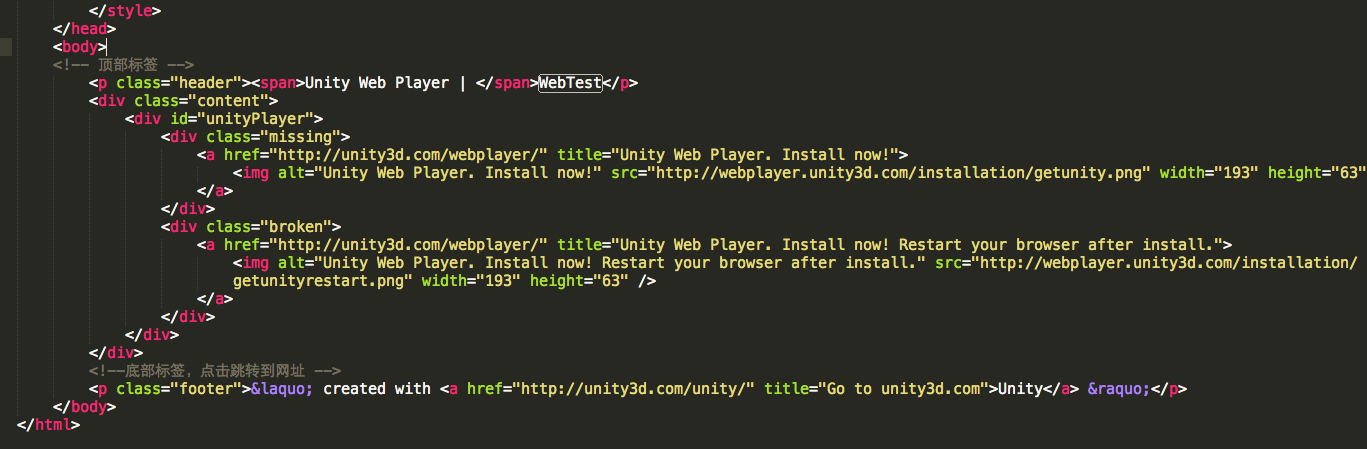 </style>
</head>
<body>
<!-- 顶部标签 -->
<p class="header"><span>Unity Web Player | </span>WebTest</p>
<div class="content">
<div id="unityPlayer">
<div class="missing">
<a href="http://unity3d.com/webplayer/" title="Unity Web Player. Install now!">
<img alt="Unity Web Player. Install now!" src="http://webplayer.unity3d.com/installation/getunity.png" width="193" height="63"
</a>
</div>
<div class="broken">
<a href="http://unity3d.com/webplayer/" title="Unity Web Player. Install now! Restart your browser after install.">
<img alt="Unity Web Player. Install now! Restart your browser after install." src="http://webplayer.unity3d.com/installation/
getunityrestart.png" width="193" height="63" />
</a>
</div>
</div>
</div>
<!--底部标签，点击跳转到网址 -->
<p class="footer">&laquo; created with <a href="http://unity3d.com/unity/" title="Go to unity3d.com">Unity</a> &raquo;</p>
</body>
</html>